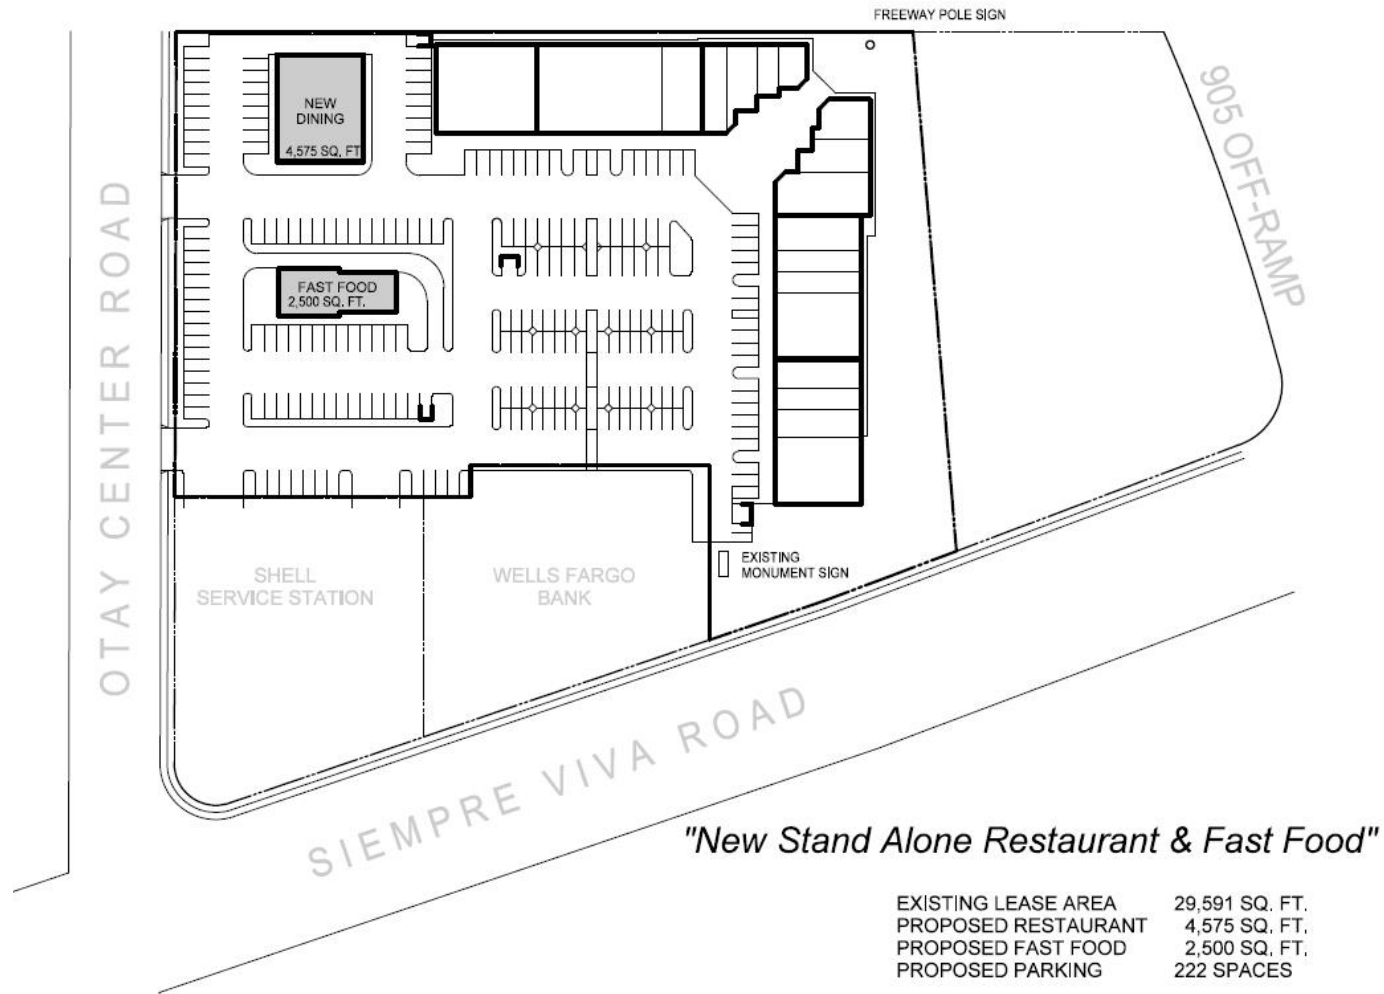 FREEWAY POLE SIGN
NEW
DINING
4,575 SQ. FT
905 OFF-RAMP
OTAY CENTER ROAD
FAST FOOD
2,500 SQ. FT.
EXISTING
MONUMENT SIGN
SHELL
SERVICE STATION
WELLS FARGO
BANK
SIEMPRE VIVA ROAD
"New Stand Alone Restaurant & Fast Food"
EXISTING LEASE AREA 29,591 SQ. FT.
PROPOSED RESTAURANT 4,575 SQ. FT.
PROPOSED FAST FOOD 2,500 SQ. FT.
PROPOSED PARKING 222 SPACES